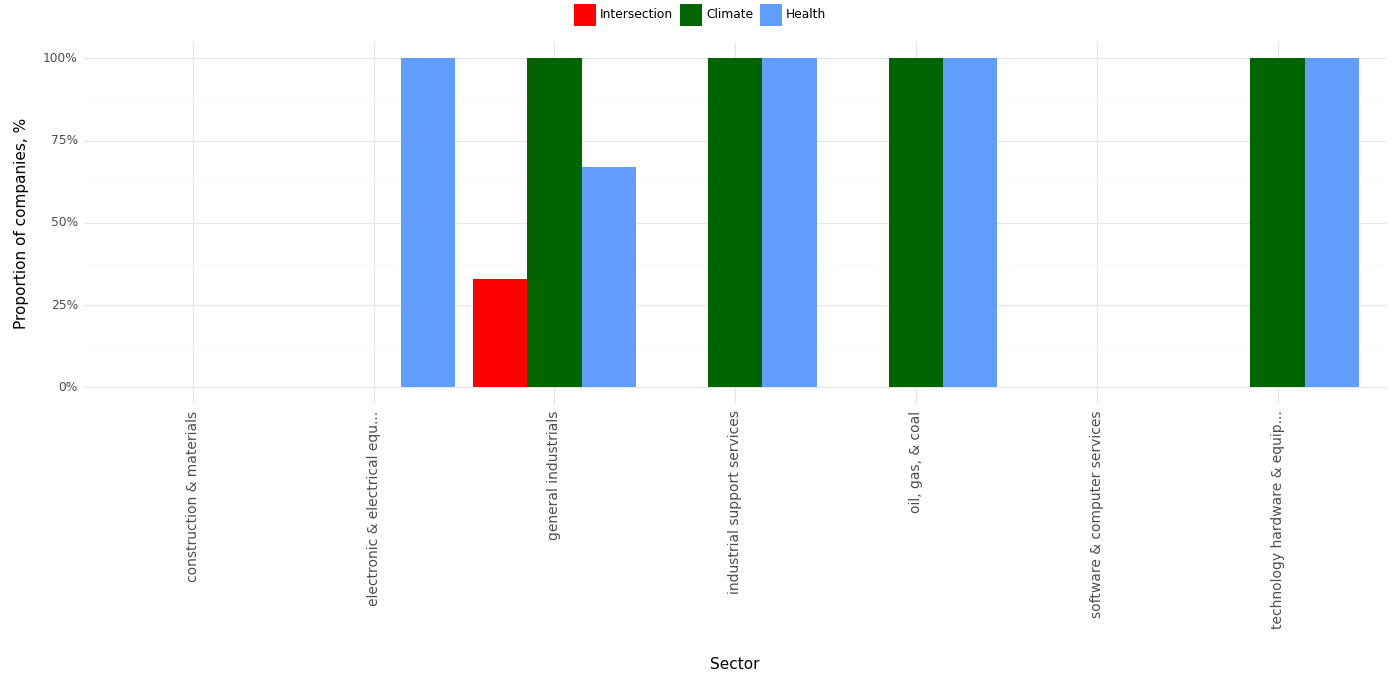 Intersection Climate Health
Proportion of companies, %
100%
75%
50%
25%
0%
construction & materials
electronic & electrical equ...
general industrials
industrial support services
oil, gas, & coal
software & computer services
technology hardware & equip...
Sector